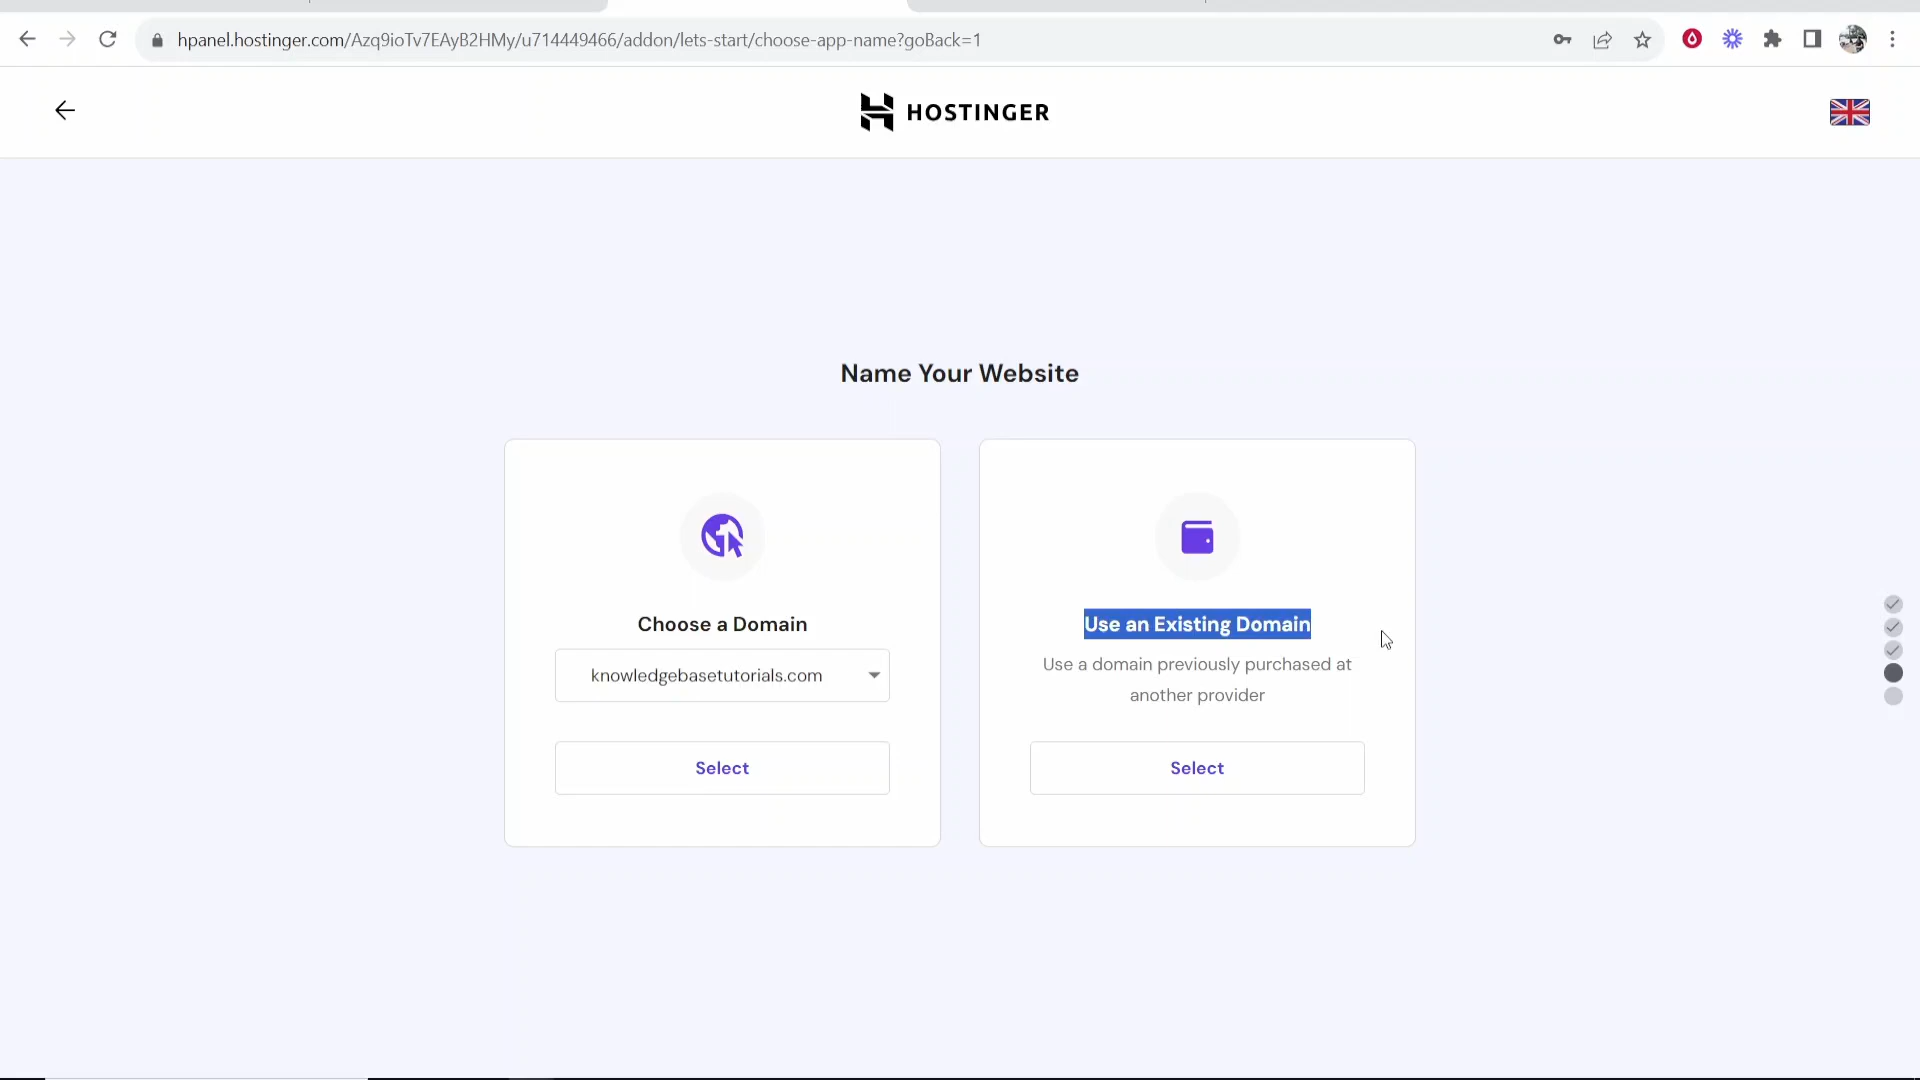 hpanel.hostinger.com/Azq9ioTv7EAyB2HMy/u714449466/addon/lets-start/choose-app-name?goBack=1
HOSTINGER
Name Your Website
Choose a Domain
knowledgebasetutorials.com
Select
Use an Existing Domain
Use a domain previously purchased at
another provider
Select